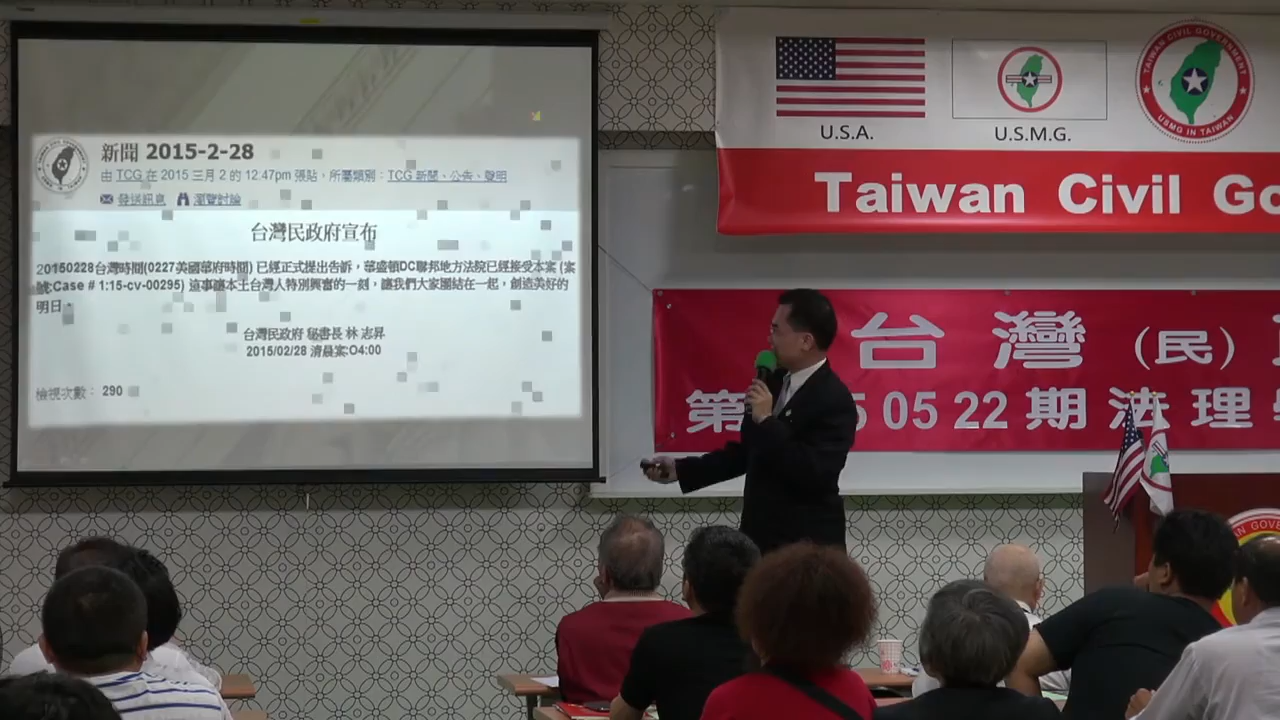 新聞 2015-2-28
由 TCG 在 2015 三月 2 的 12.47pm 張貼，所屬類別：TCG 新聞、公告、聲明
發送訊息 瀏覽討論
台灣民政府宣布
20150228台灣時間(0227美國華府時間) 已經正式提出告訴，華盛頓DC聯邦地方法院已經接受本案 (案
號:Case # 1:15-cv-00295) 這事讓本土台灣人特別興奮的一刻，讓我們大家團結在一起，創造美好的
明日。
台灣民政府 秘書長 林 志昇
2015/02/28 清晨案:O4:00
檢視次數： 290
U.S.A.
U.S.M.G.
TAIWAN CIVIL GOVERNMENT
USMG IN TAIWAN
Taiwan Civil Go
台 灣 (民)
第 5 05 22 期 法 理